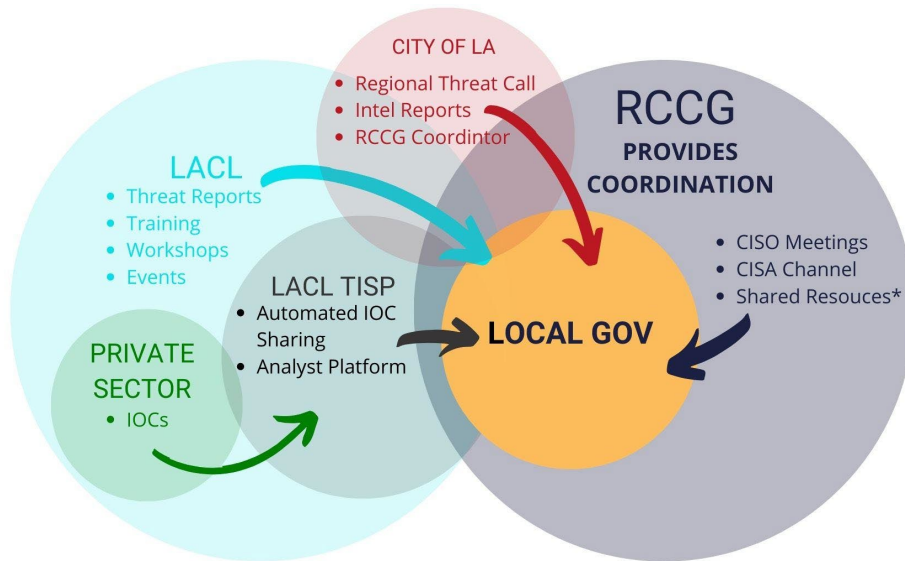 CITY OF LA
• Regional Threat Call
• Intel Reports
• RCCG Coordintor
RCCG
PROVIDES
COORDINATION
• CISO Meetings
• CISA Channel
• Shared Resouces*
LACL
• Threat Reports
• Training
• Workshops
• Events
LACL TISP
• Automated IOC
Sharing
• Analyst Platform
LOCAL GOV
PRIVATE
SECTOR
• IOCs